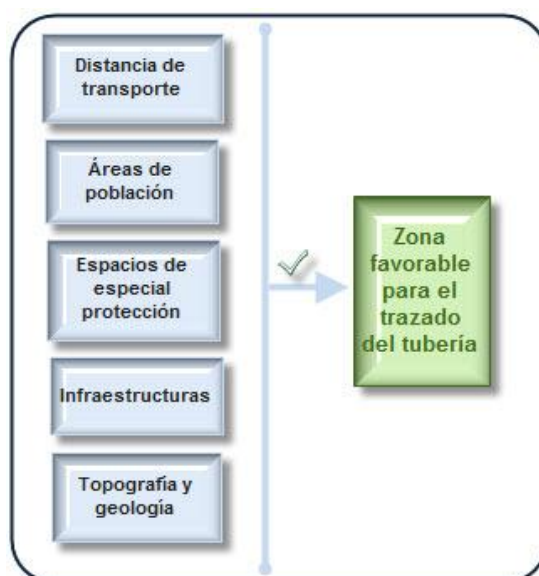 Distancia de
transporte
Áreas de
población
Espacios de
especial
protección
Infraestructuras
Topografía y
geología
Zona
favorable
para el
trazado
del tubería